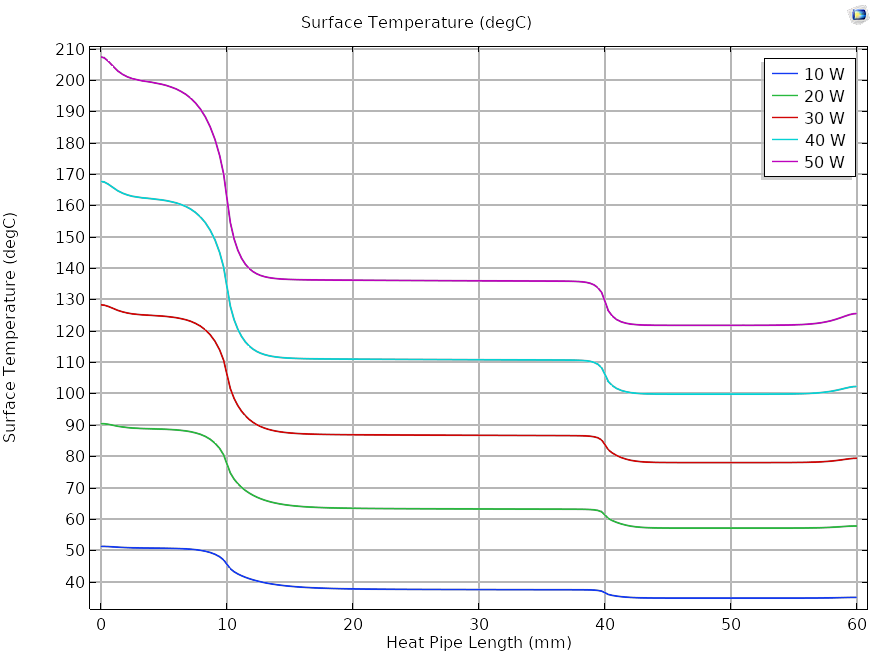 Surface Temperature (degC)
210
200
190
180
170
160
150
140
130
120
110
100
90
80
70
60
50
40
Surface Temperature (degC)
10 W
20 W
30 W
40 W
50 W
0 10 20 30 40 50 60
Heat Pipe Length (mm)